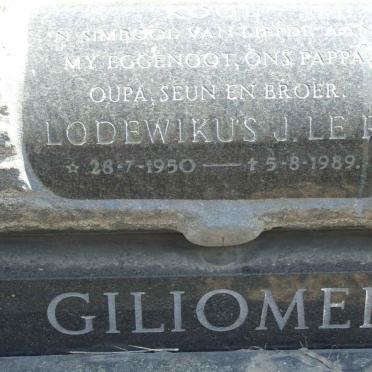 'N SIMBOOL VAN LIEFDE AAN
MY EGGENOOT, ONS PAPPA,
OUPA, SEUN EN BROER.
LODEWIKUS J. LE R
☆ 28-7-1950 — † 5-8-1989.
GILIOME